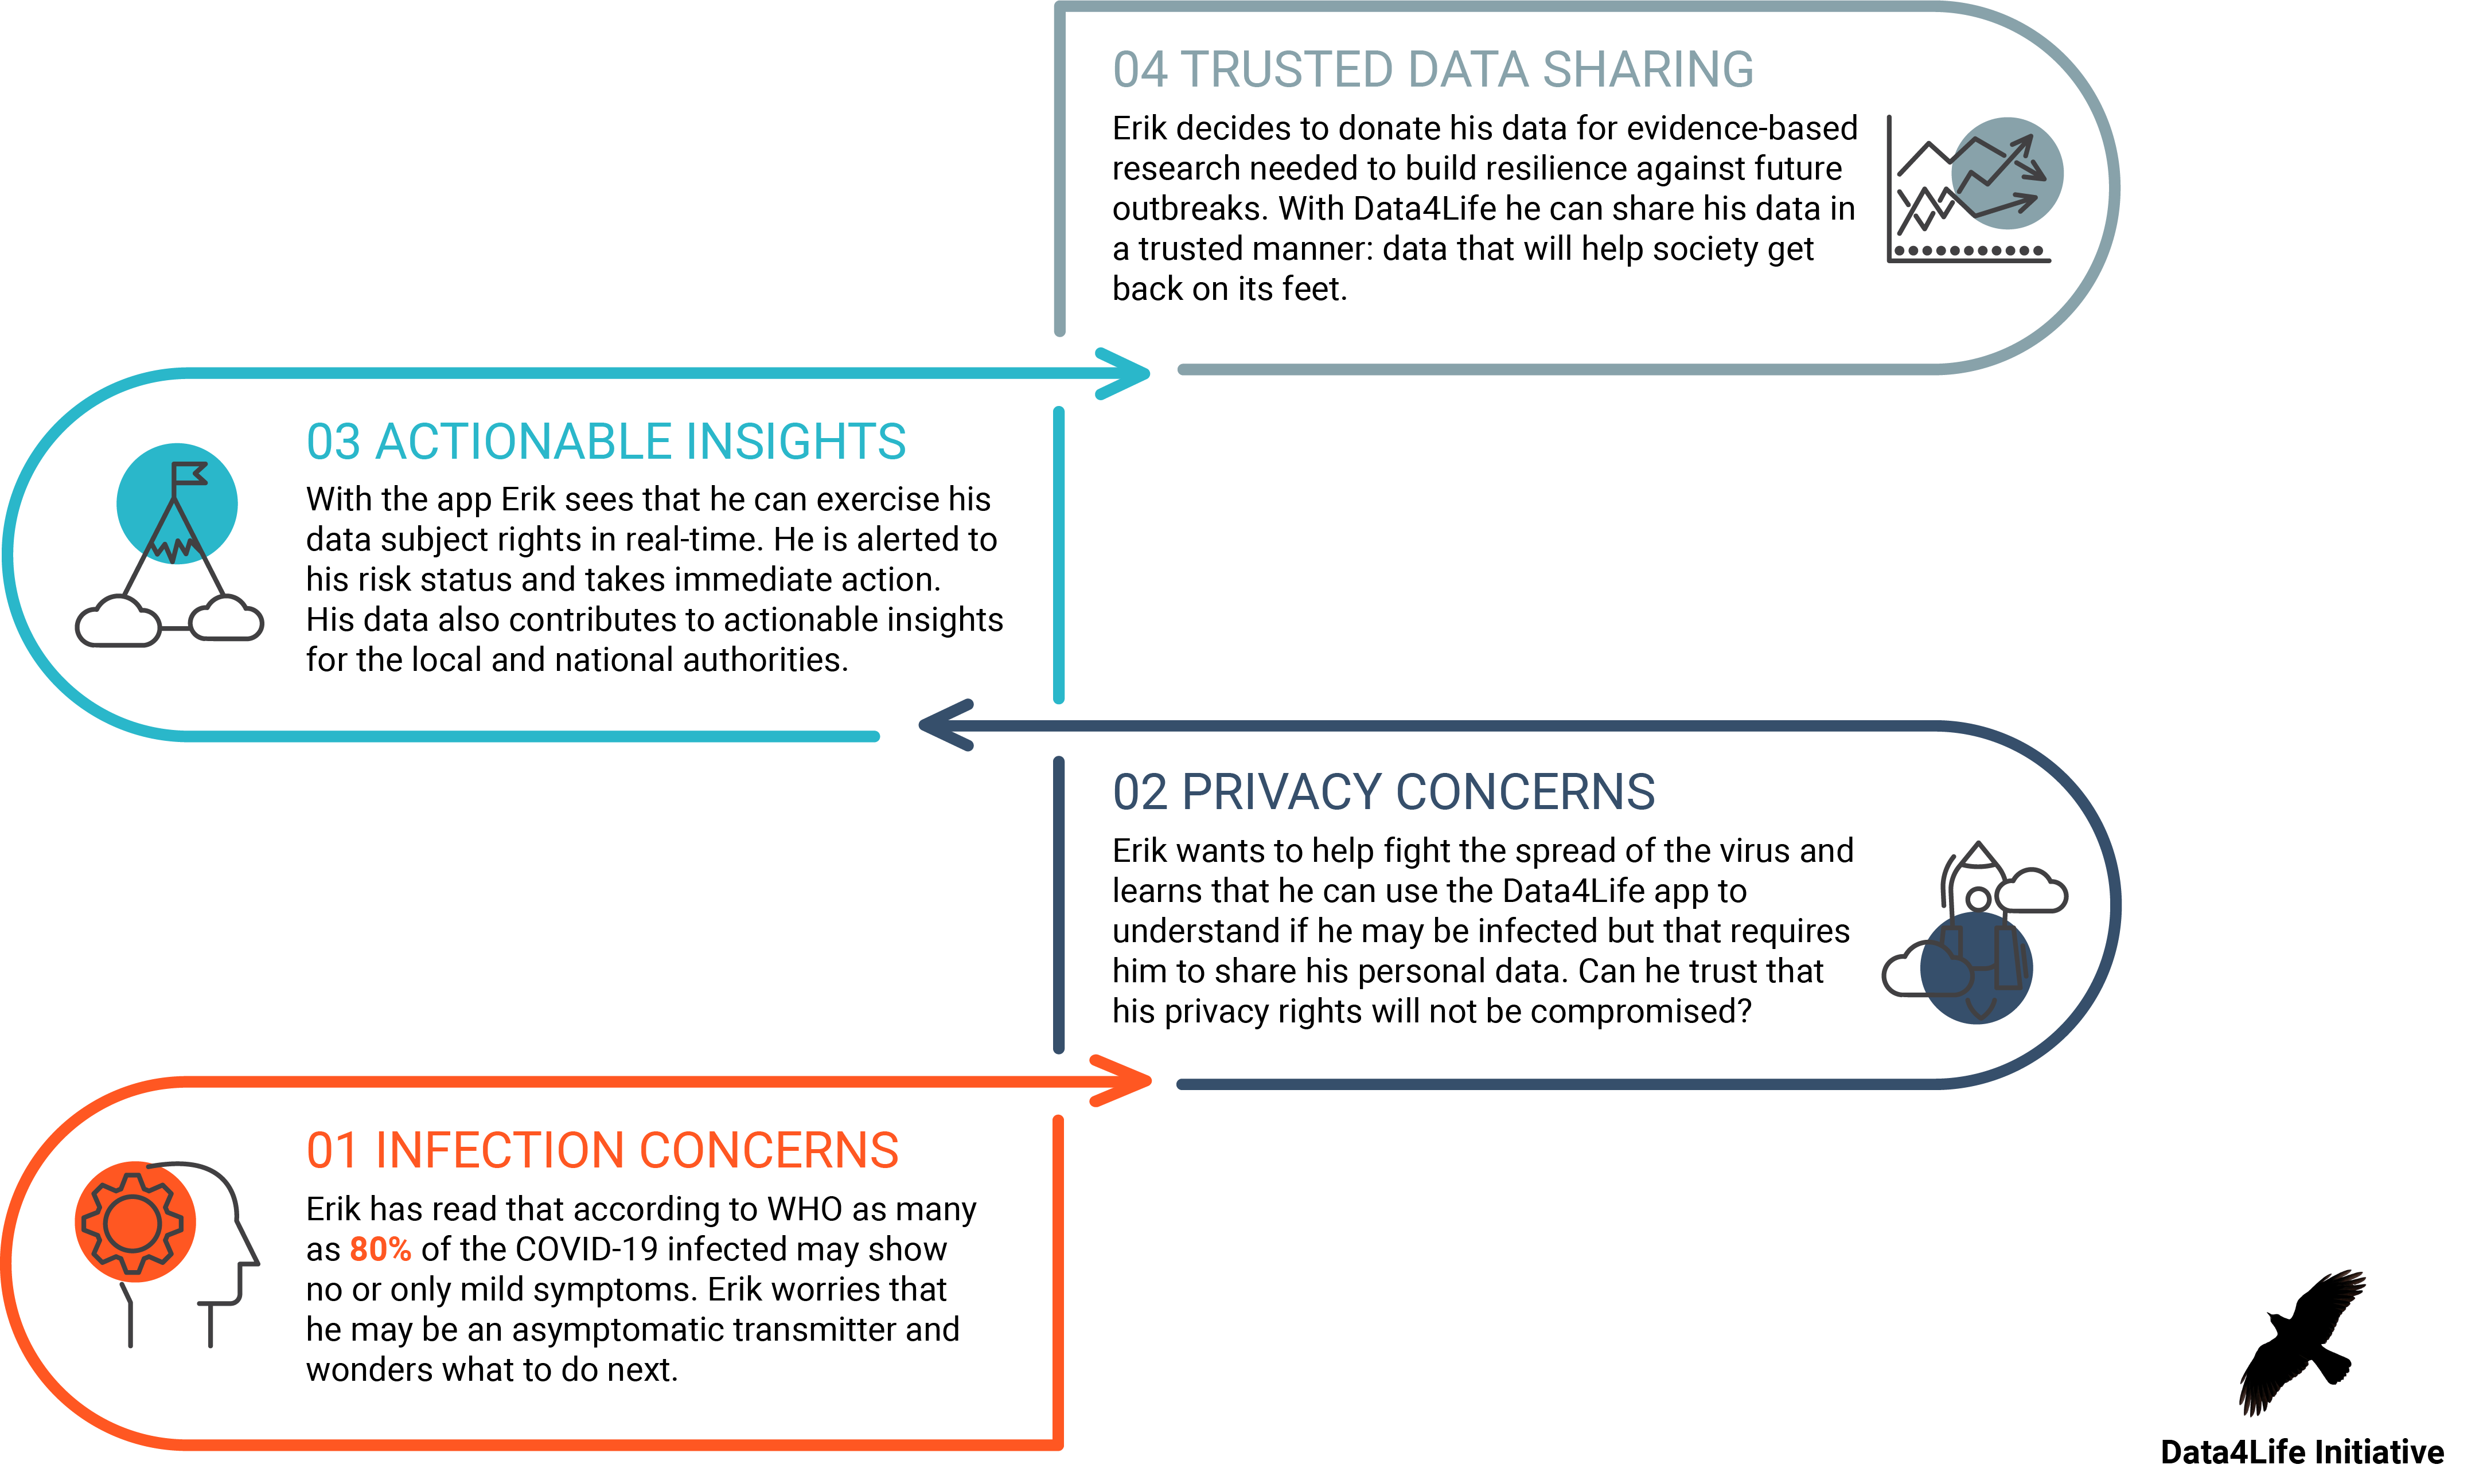 04 TRUSTED DATA SHARING
Erik decides to donate his data for evidence-based
research needed to build resilience against future
outbreaks. With Data4Life he can share his data in
a trusted manner: data that will help society get
back on its feet.
03 ACTIONABLE INSIGHTS
With the app Erik sees that he can exercise his
data subject rights in real-time. He is alerted to
his risk status and takes immediate action.
His data also contributes to actionable insights
for the local and national authorities.
02 PRIVACY CONCERNS
Erik wants to help fight the spread of the virus and
learns that he can use the Data4Life app to
understand if he may be infected but that requires
him to share his personal data. Can he trust that
his privacy rights will not be compromised?
01 INFECTION CONCERNS
Erik has read that according to WHO as many
as 80% of the COVID-19 infected may show
no or only mild symptoms. Erik worries that
he may be an asymptomatic transmitter and
wonders what to do next.
Data4Life Initiative